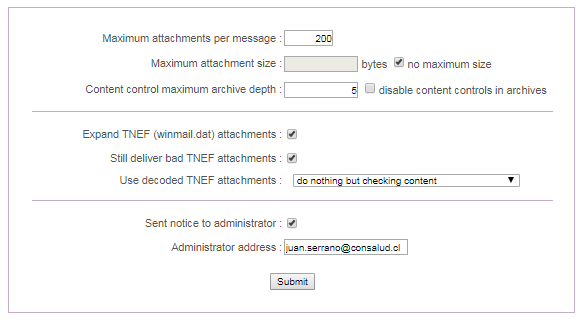 Maximum attachments per message : 200
Maximum attachment size : bytes no maximum size
Content control maximum archive depth : 5 disable content controls in archives
Expand TNEF (winmail.dat) attachments :
Still deliver bad TNEF attachments :
Use decoded TNEF attachments : do nothing but checking content
Sent notice to administrator :
Administrator address : juan.serrano@consalud.cl
Submit